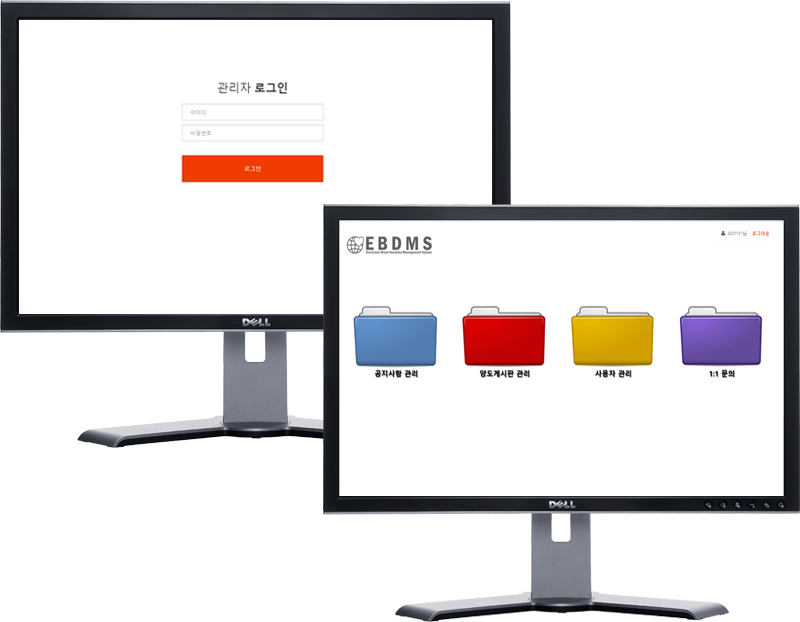 관리자 로그인
아이디
비밀번호
로그인
DELL
EBDMS
Electronic Blood Donation Management System
admin님 로그아웃
공지사항 관리
양도게시판 관리
사용자 관리
1:1 문의
DELL